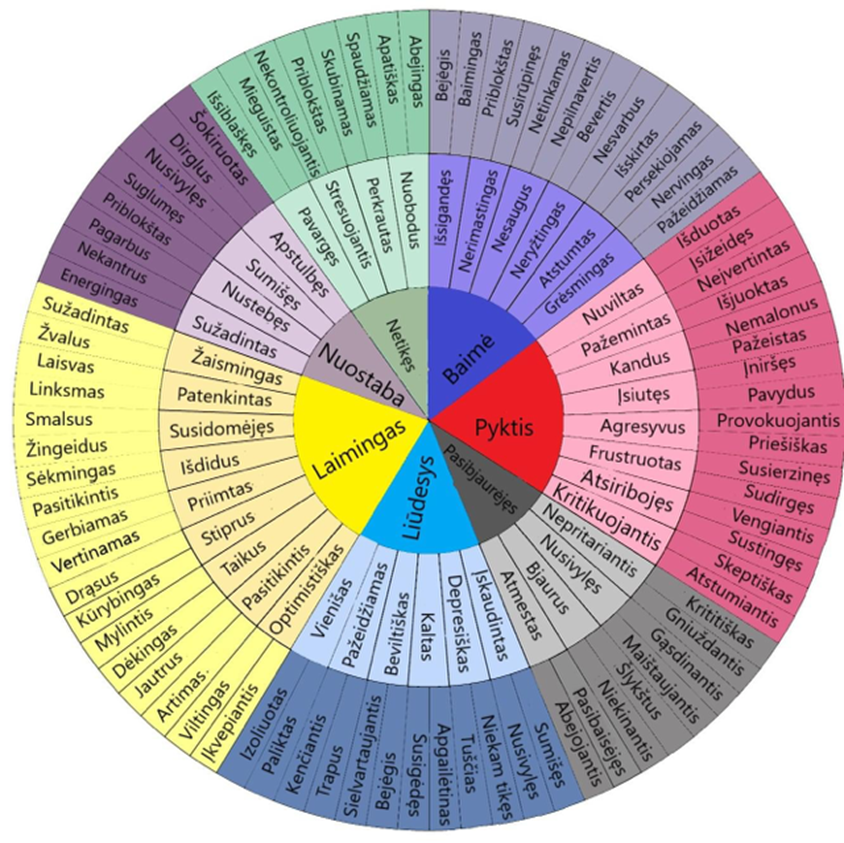 Baimė
Pyktis
Pasibjaurėjęs
Liūdesys
Laimingas
Nuostaba
Netikęs
Išsigandęs
Nerimastingas
Nesaugus
Neryžtingas
Atstumtas
Grėsmingas
Nuviltas
Pažemintas
Kandus
Įsiutęs
Agresyvus
Frustruotas
Atsiribojęs
Kritikuojantis
Nepritariantis
Nusivylęs
Bjaurus
Atmestas
Įskaudintas
Depresiškas
Kaltas
Beviltiškas
Pažeidžiamas
Vienišas
Optimistiškas
Pasitikintis
Taikus
Stiprus
Priimtas
Išdidus
Susidomėjęs
Patenkintas
Žaismingas
Sužadintas
Nustebęs
Sumišęs
Apstulbęs
Pavargęs
Stresuojantis
Perkrautas
Nuobodus
Bejėgis
Baimingas
Priblokštas
Susirūpinęs
Netinkamas
Nepilnavertis
Bevertis
Nesvarbus
Išskirtas
Persekiojamas
Nervingas
Pažeidžiamas
Išduotas
Įsižeidęs
Neįvertintas
Išjuoktas
Nemalonus
Pažeistas
Įniršęs
Pavydus
Provokuojantis
Priešiškas
Susierzinęs
Sudirgęs
Vengiantis
Sustingęs
Skeptiškas
Atstumiantis
Krititiškas
Gniuždantis
Gąsdinantis
Maištaujantis
Šlykštus
Niekinantis
Pasibaisėjęs
Abejojantis
Sumišęs
Nusivylęs
Niekam tikęs
Tuščias
Apgailėtinas
Susigėdęs
Bejėgis
Sielvartaujantis
Trapus
Kenčiantis
Paliktas
Izoliuotas
Įkvepiantis
Viltingas
Artimas.
Jautrus
Dėkingas
Mylintis
Kūrybingas
Drąsus
Vertinamas
Gerbiamas
Pasitikintis
Sėkmingas
Žingeidus
Smalsus
Linksmas
Laisvas
Žvalus
Sužadintas
Energingas
Nekantrus
Pagarbus
Priblokštas
Suglumęs
Nusivylęs
Dirglus
Šokiruotas
Išsiblaškęs
Mieguistas
Nekontroliuojantis
Priblokštas
Skubinamas
Spaudžiamas
Apatiškas
Abejingas